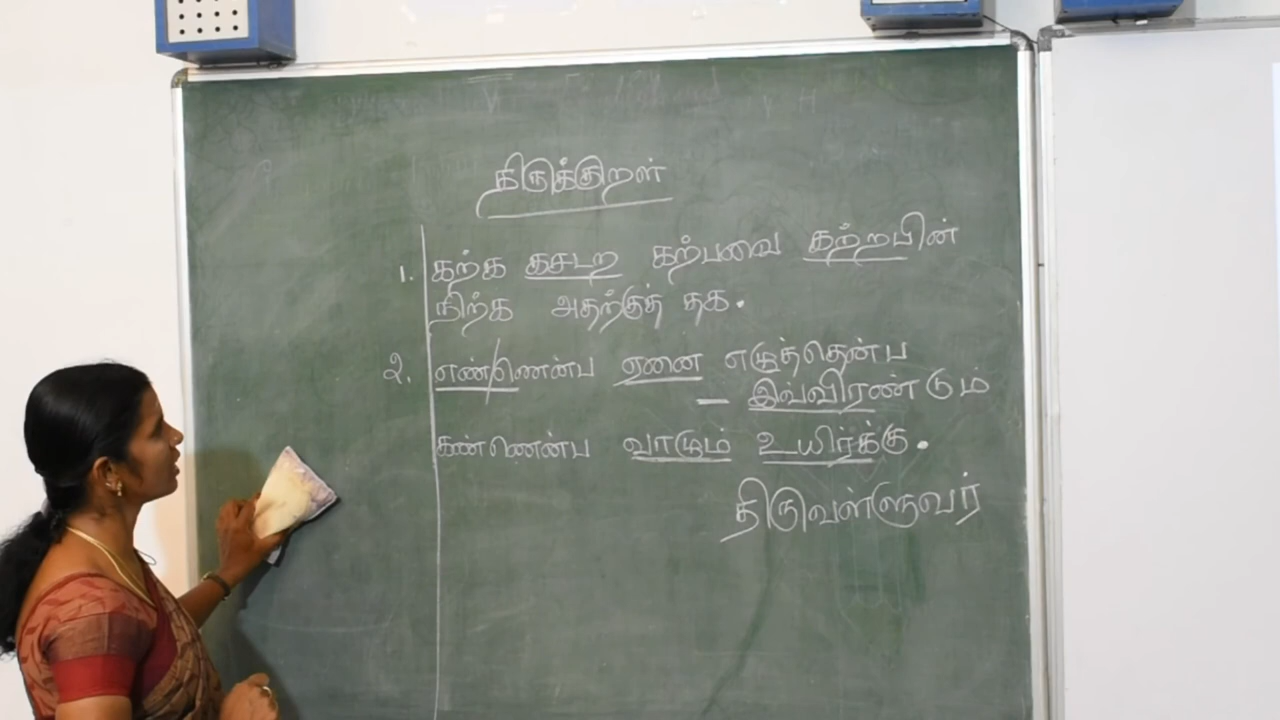 திருக்குறள்
1. கற்க கசடற கற்பவை கற்றபின்
நிற்க அதற்குத் தக.
௨. எண்ணென்ப ஏனை எழுத்தென்ப
– இவ்விரண்டும்
கண்ணென்ப வாழும் உயிர்க்கு.
திருவள்ளுவர்